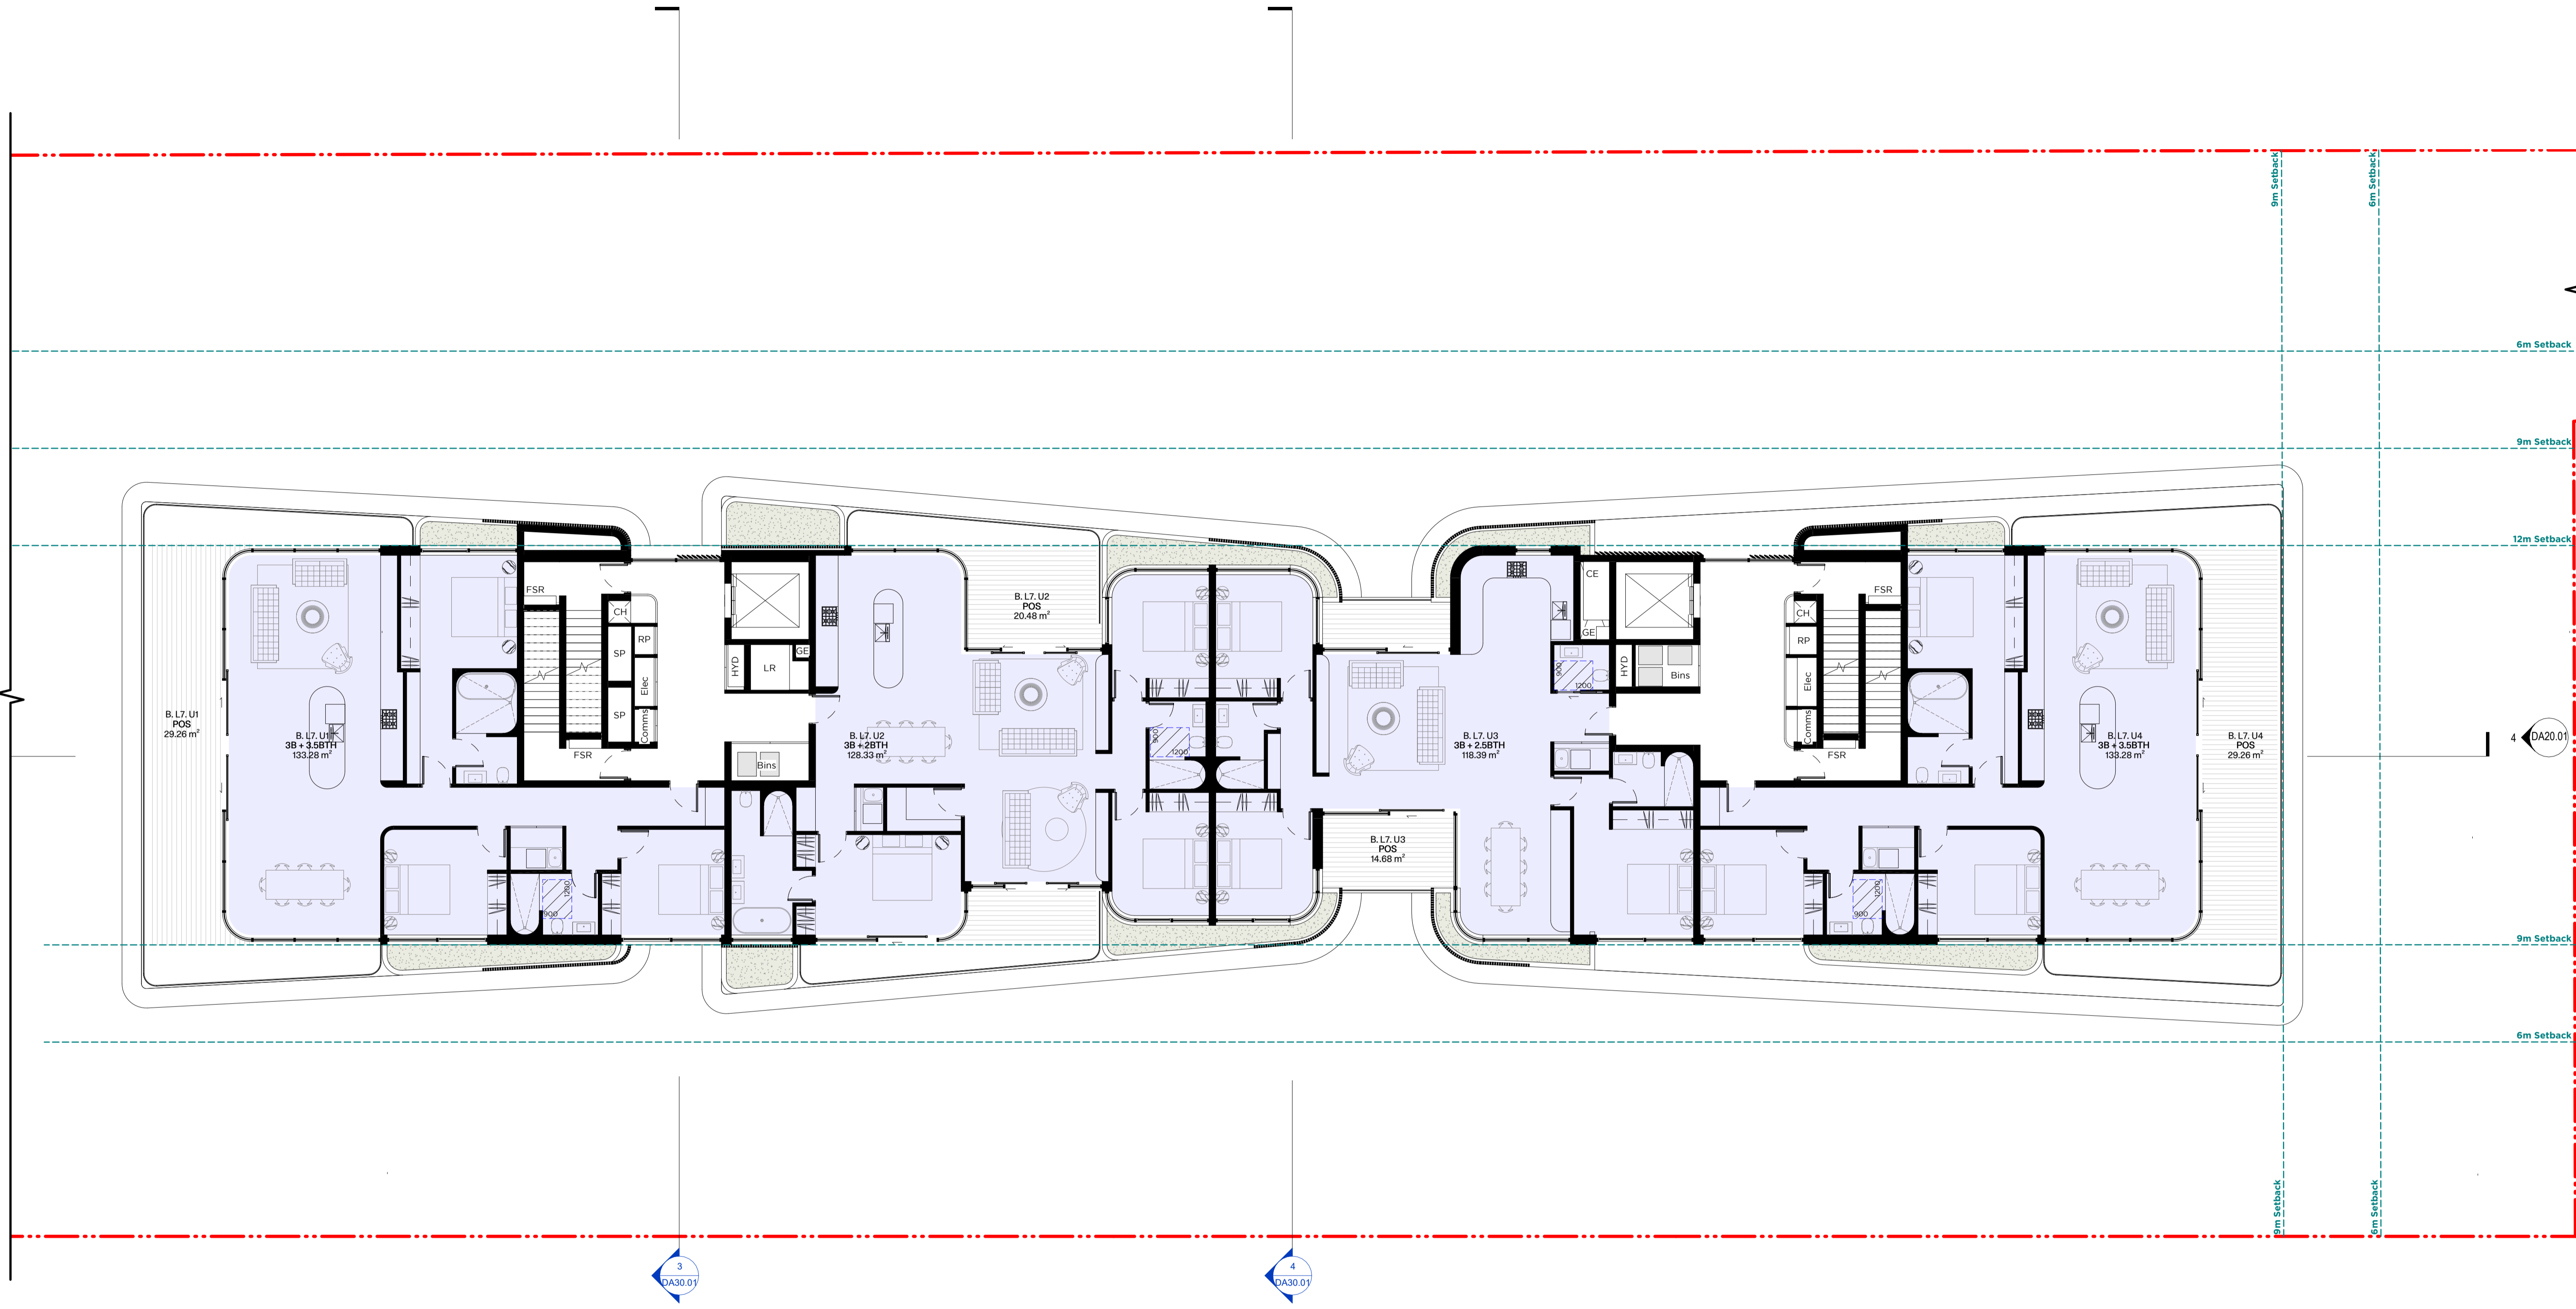 9m Setback
6m Setback
6m Setback
9m Setback
12m Setback
FSR
CH
RP
SP
Elec
SP
Comms
FSR
HYD
LR
GE
Bins
B. L7. U1
POS
29.26 m²
B. L7. U1
3B + 3.5BTH
133.28 m²
900
1200
B. L7. U2
3B + 2BTH
128.33 m²
B. L7. U2
POS
20.48 m²
900
1200
CE
GE
900
1200
HYD
Bins
B. L7. U3
3B + 2.5BTH
118.39 m²
B. L7. U3
POS
14.68 m²
FSR
CH
RP
Elec
Comms
FSR
900
1200
B. L7. U4
3B + 3.5BTH
133.28 m²
B. L7. U4
POS
29.26 m²
4
DA20.01
9m Setback
6m Setback
9m Setback
6m Setback
3
DA30.01
4
DA30.01